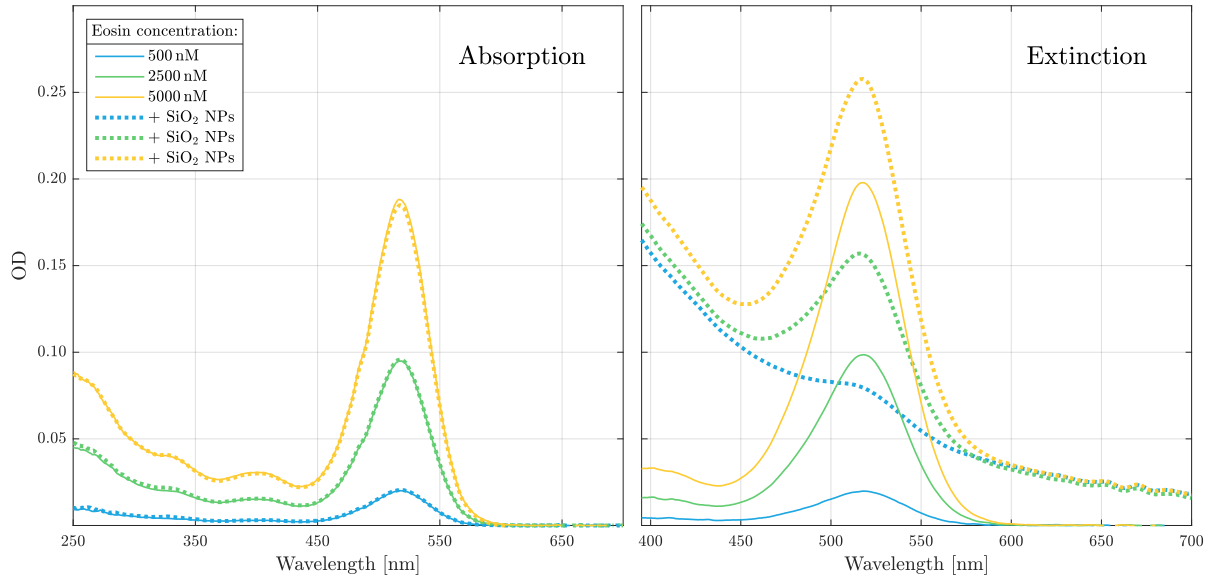 Eosin concentration:
500 nM
2500 nM
5000 nM
+ SiO₂ NPs
+ SiO₂ NPs
+ SiO₂ NPs
Absorption
Extinction
OD
0.25
0.20
0.15
0.10
0.05
250 350 450 550 650
400 450 500 550 600 650 700
Wavelength [nm]
Wavelength [nm]